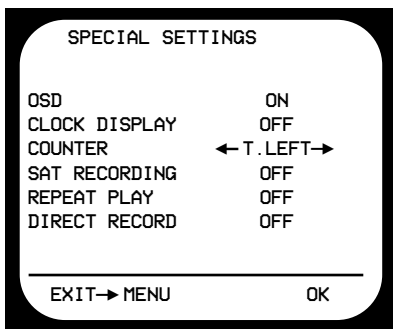 SPECIAL SETTINGS
OSD ON
CLOCK DISPLAY OFF
COUNTER ←T.LEFT→
SAT RECORDING OFF
REPEAT PLAY OFF
DIRECT RECORD OFF
EXIT→MENU OK